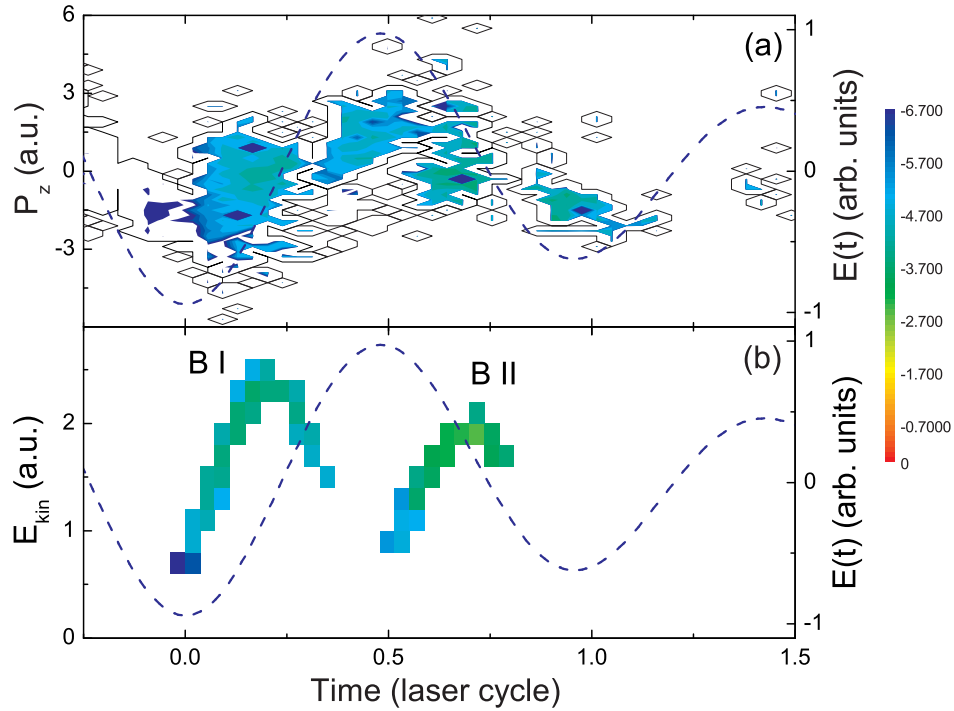 6
3
0
-3
P_z (a.u.)
(a)
1
0
-1
E(t) (arb. units)
-6.700
-5.700
-4.700
-3.700
-2.700
-1.700
-0.7000
0
2
1
0
E_kin (a.u.)
B I
B II
(b)
1
0
-1
E(t) (arb. units)
0.0
0.5
1.0
1.5
Time (laser cycle)